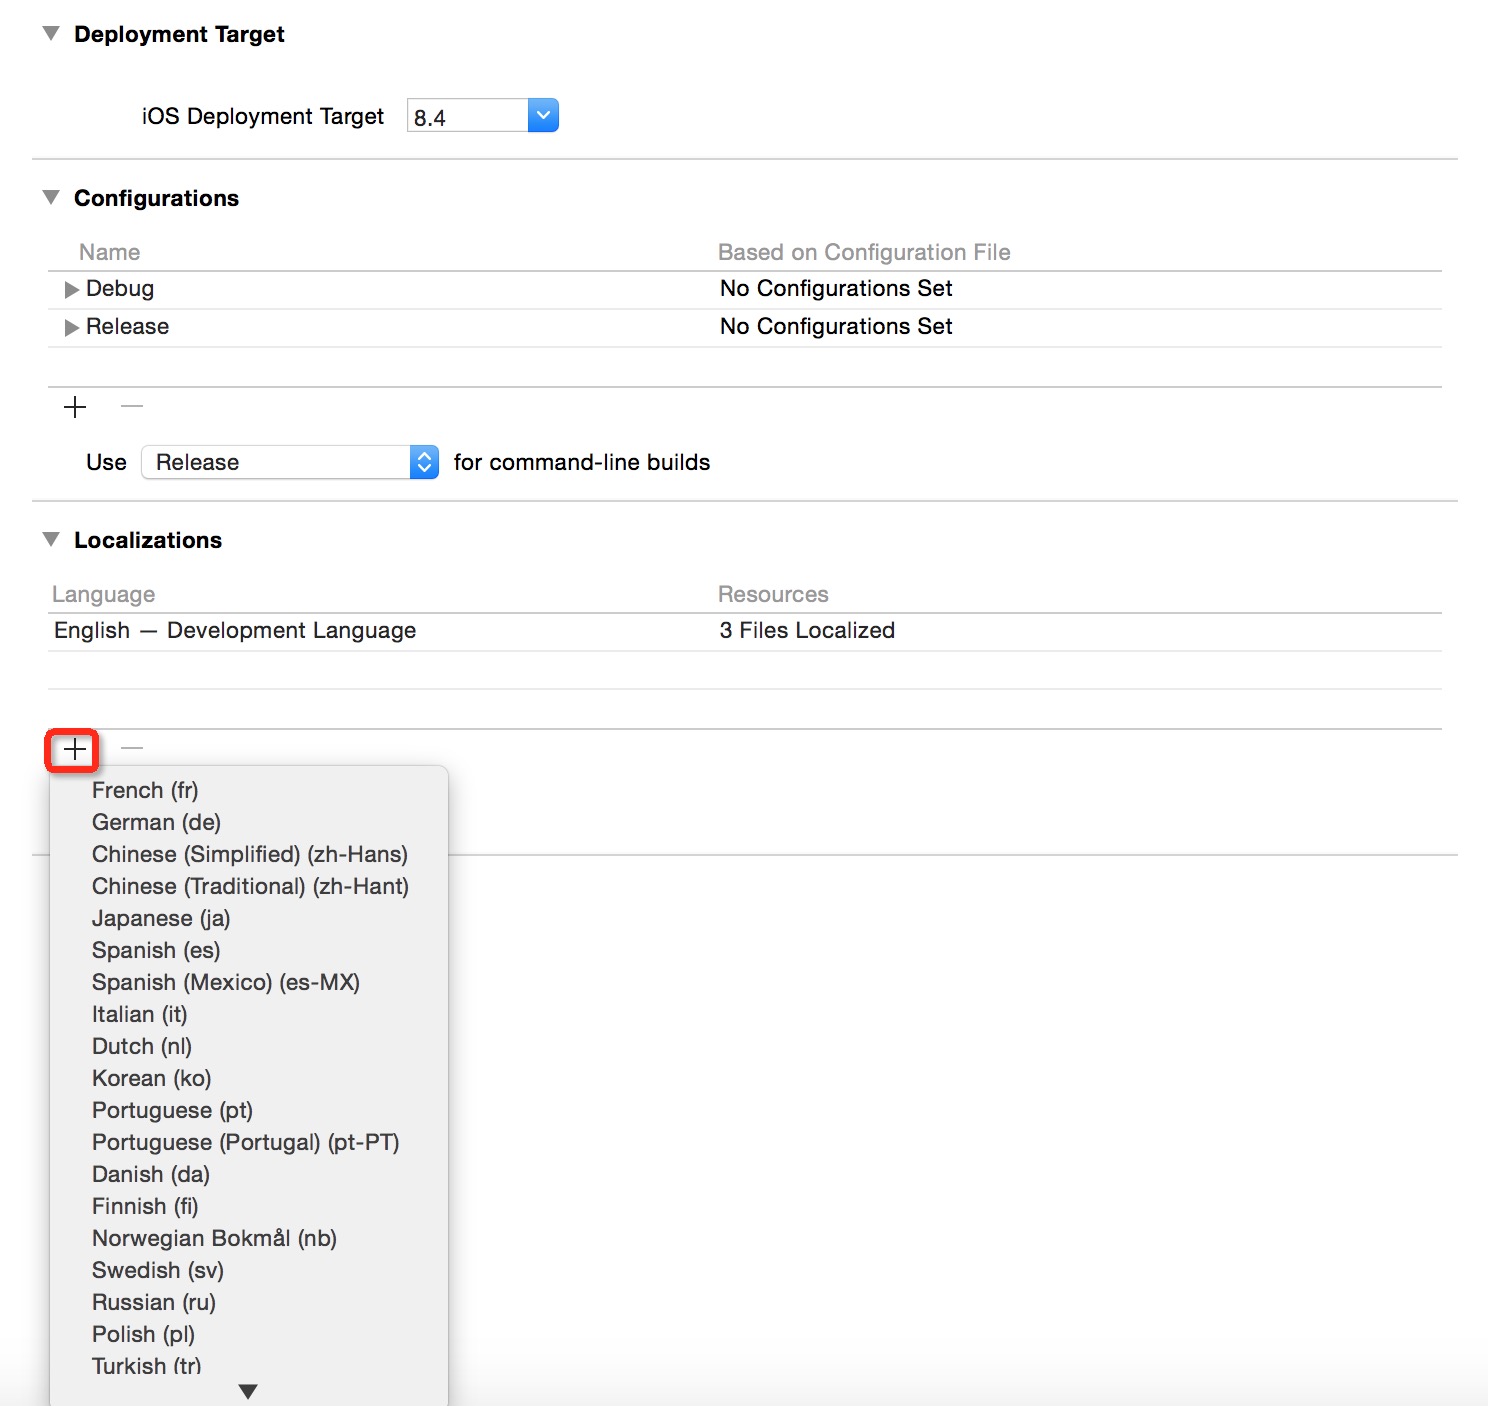 Deployment Target
iOS Deployment Target 8.4
Configurations
Name Based on Configuration File
Debug No Configurations Set
Release No Configurations Set
Use Release for command-line builds
Localizations
Language Resources
English — Development Language 3 Files Localized
French (fr)
German (de)
Chinese (Simplified) (zh-Hans)
Chinese (Traditional) (zh-Hant)
Japanese (ja)
Spanish (es)
Spanish (Mexico) (es-MX)
Italian (it)
Dutch (nl)
Korean (ko)
Portuguese (pt)
Portuguese (Portugal) (pt-PT)
Danish (da)
Finnish (fi)
Norwegian Bokmål (nb)
Swedish (sv)
Russian (ru)
Polish (pl)
Turkish (tr)